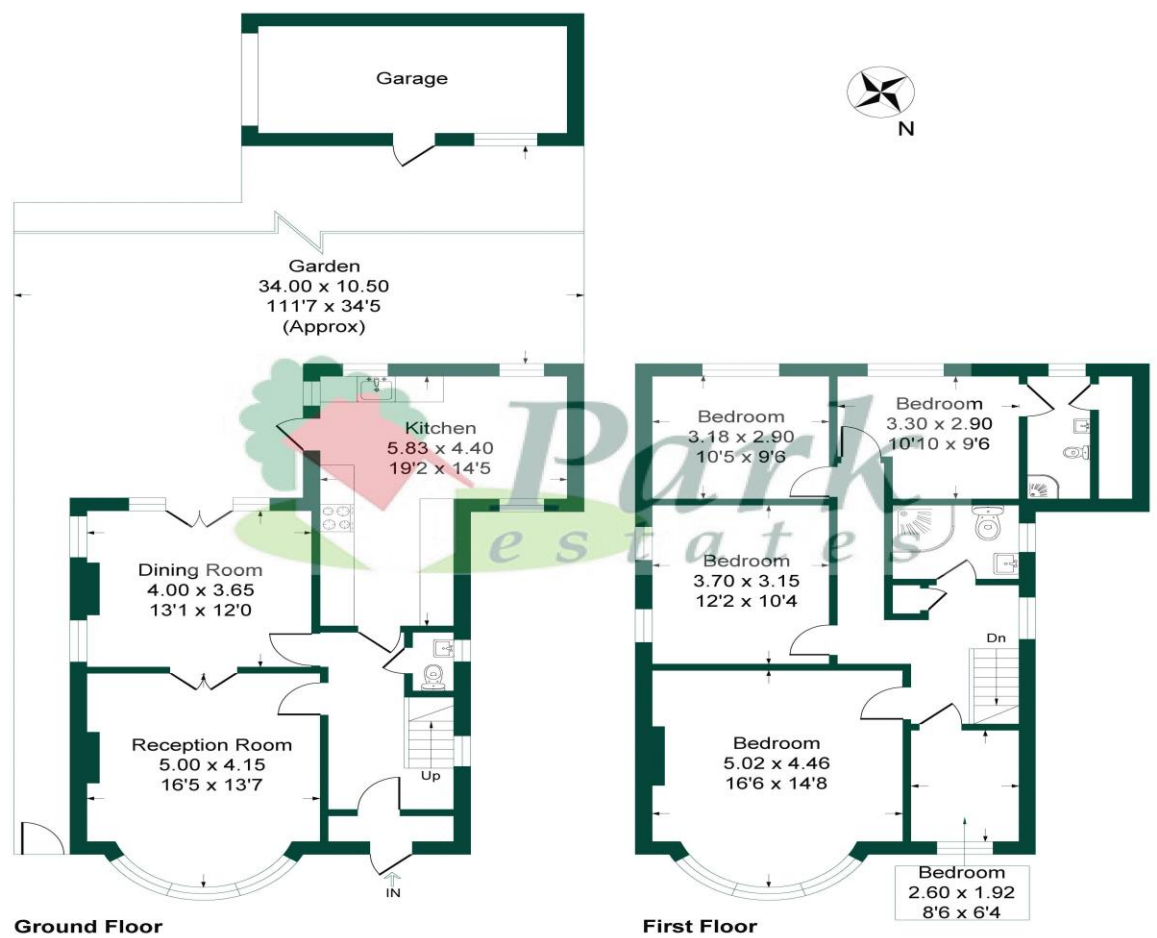 Garage
N
Garden
34.00 x 10.50
111'7 x 34'5
(Approx)
Park
estates
Kitchen
5.83 x 4.40
19'2 x 14'5
Dining Room
4.00 x 3.65
13'1 x 12'0
Reception Room
5.00 x 4.15
16'5 x 13'7
Up
IN
Ground Floor
Bedroom
3.18 x 2.90
10'5 x 9'6
Bedroom
3.30 x 2.90
10'10 x 9'6
Bedroom
3.70 x 3.15
12'2 x 10'4
Dn
Bedroom
5.02 x 4.46
16'6 x 14'8
Bedroom
2.60 x 1.92
8'6 x 6'4
First Floor